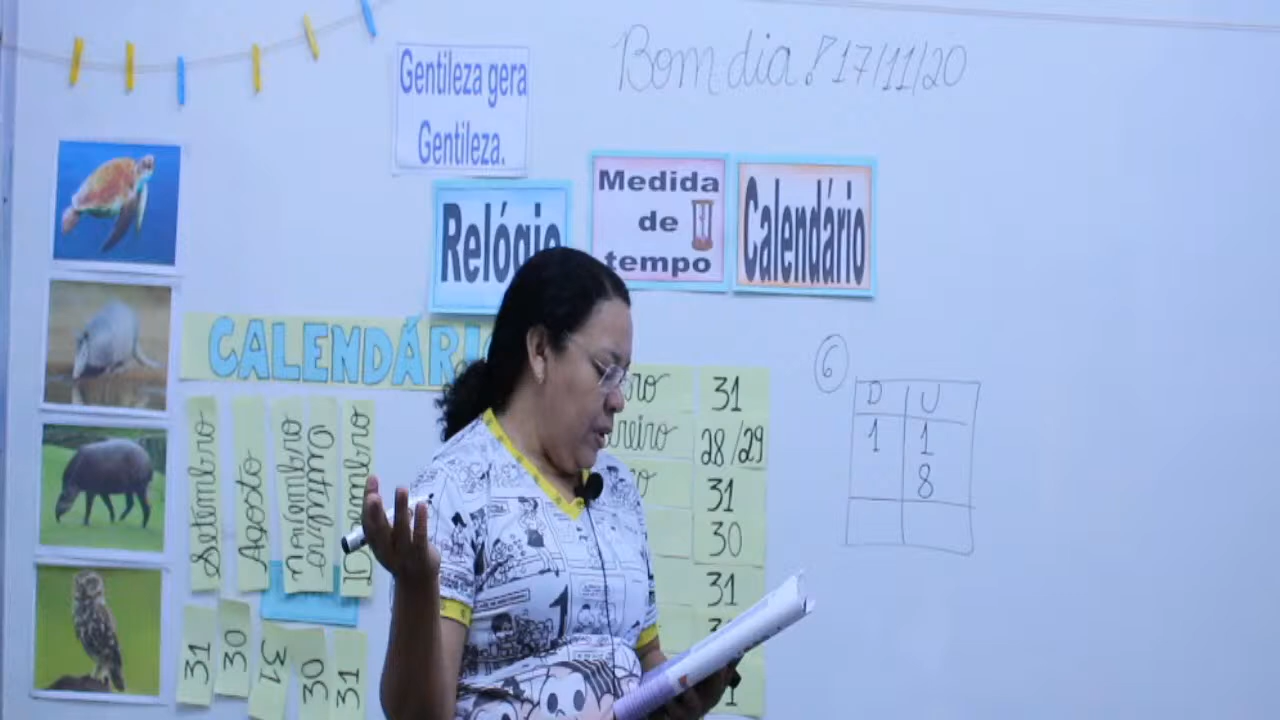 Bom dia! 17/11/20
Gentileza gera
Gentileza.
Relógio
Medida
de
tempo
Calendário
CALENDÁRIO
31
28/29
31
30
31
Setembro
Agosto
Novembro
Outubro
31
30
31
30
31
6
D U
1 1
8